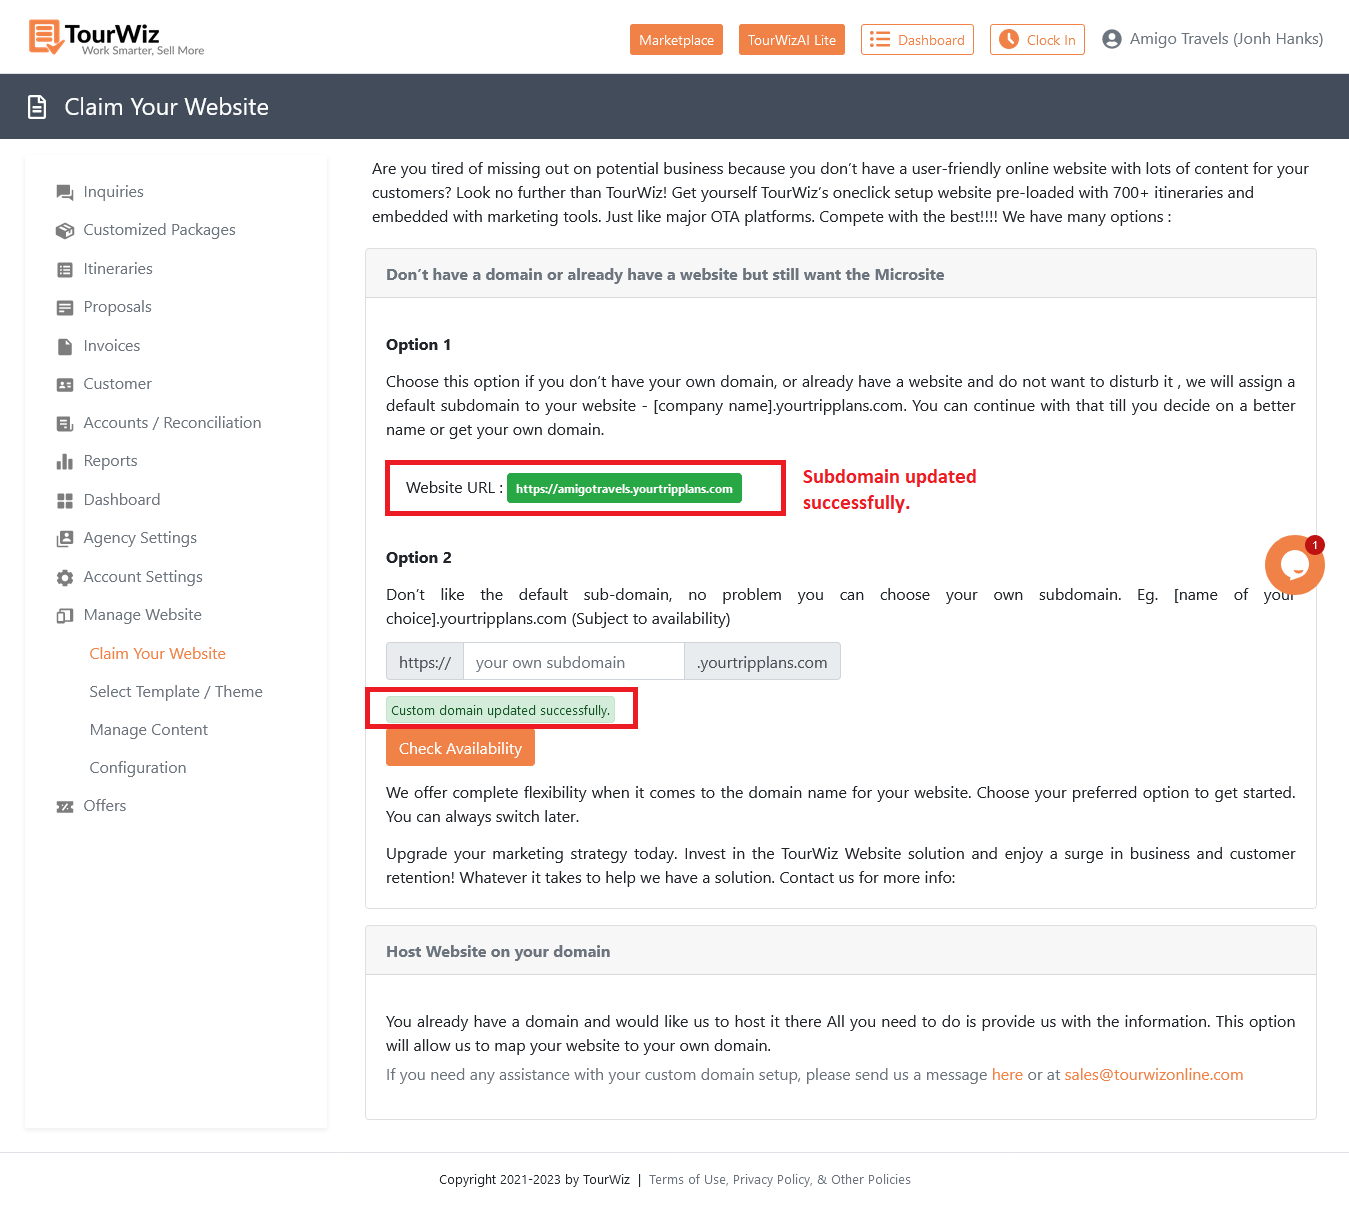 TourWiz
Work Smarter, Sell More
Marketplace
TourWizAI Lite
Dashboard
Clock In
Amigo Travels (Jonh Hanks)
Claim Your Website
Inquiries
Customized Packages
Itineraries
Proposals
Invoices
Customer
Accounts / Reconciliation
Reports
Dashboard
Agency Settings
Account Settings
Manage Website
Claim Your Website
Select Template / Theme
Manage Content
Configuration
Offers
Are you tired of missing out on potential business because you don't have a user-friendly online website with lots of content for your
customers? Look no further than TourWiz! Get yourself TourWiz's oneclick setup website pre-loaded with 700+ itineraries and
embedded with marketing tools. Just like major OTA platforms. Compete with the best!!!! We have many options :
Don't have a domain or already have a website but still want the Microsite
Option 1
Choose this option if you don't have your own domain, or already have a website and do not want to disturb it , we will assign a
default subdomain to your website - [company name].yourtripplans.com. You can continue with that till you decide on a better
name or get your own domain.
Website URL : https://amigotravels.yourtripplans.com
Subdomain updated
successfully.
1
Option 2
Don't like the default sub-domain, no problem you can choose your own subdomain. Eg. [name of your
choice].yourtripplans.com (Subject to availability)
https:// your own subdomain .yourtripplans.com
Custom domain updated successfully.
Check Availability
We offer complete flexibility when it comes to the domain name for your website. Choose your preferred option to get started.
You can always switch later.
Upgrade your marketing strategy today. Invest in the TourWiz Website solution and enjoy a surge in business and customer
retention! Whatever it takes to help we have a solution. Contact us for more info:
Host Website on your domain
You already have a domain and would like us to host it there All you need to do is provide us with the information. This option
will allow us to map your website to your own domain.
If you need any assistance with your custom domain setup, please send us a message here or at sales@tourwizonline.com
Copyright 2021-2023 by TourWiz | Terms of Use, Privacy Policy, & Other Policies